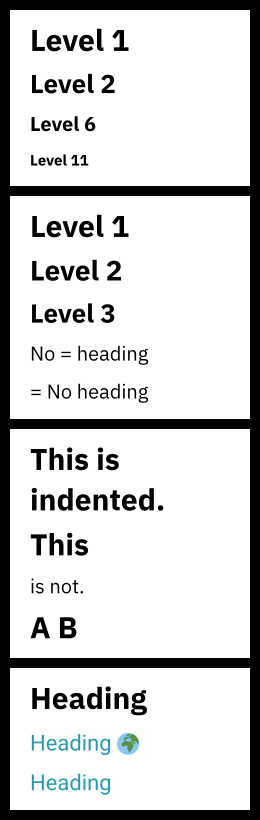 Level 1
Level 2
Level 6
Level 11
Level 1
Level 2
Level 3
No = heading
= No heading
This is
indented.
This
is not.
A B
Heading
Heading 🌍
Heading